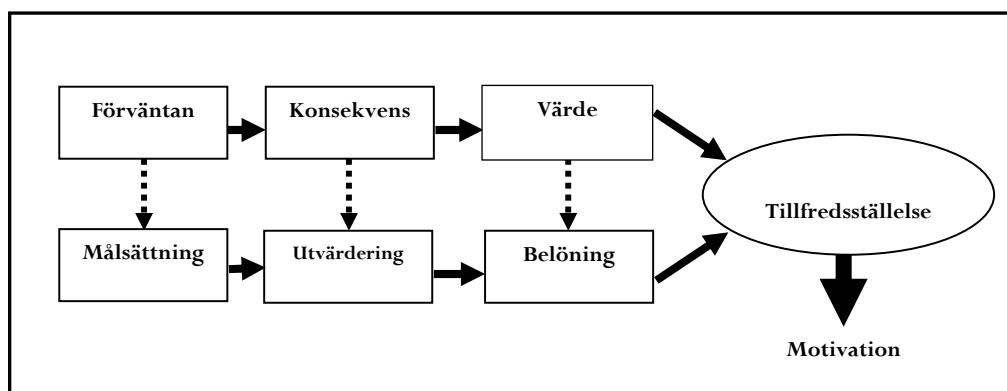 Förväntan
Konsekvens
Värde
Tillfredsställelse
Målsättning
Utvärdering
Belöning
Motivation